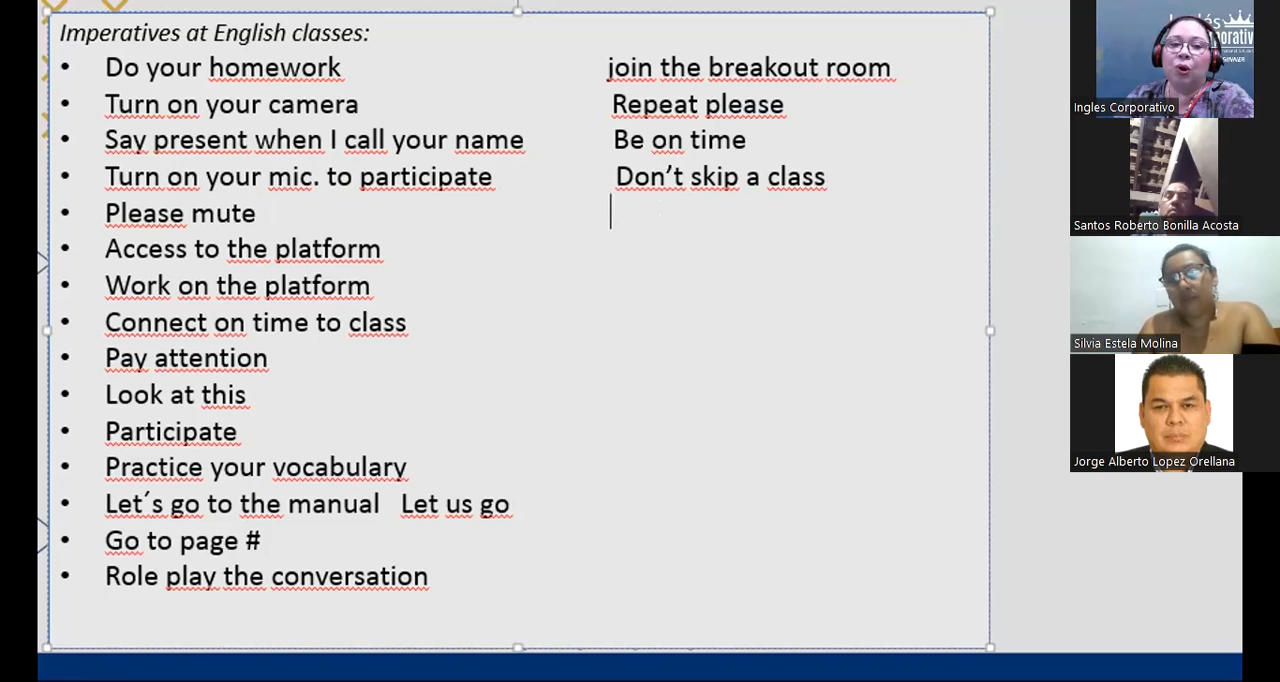 Imperatives at English classes:
• Do your homework
• Turn on your camera
• Say present when I call your name
• Turn on your mic. to participate
• Please mute
• Access to the platform
• Work on the platform
• Connect on time to class
• Pay attention
• Look at this
• Participate
• Practice your vocabulary
• Let´s go to the manual Let us go
• Go to page #
• Role play the conversation
join the breakout room
Repeat please
Be on time
Don’t skip a class
Ingles Corporativo
Santos Roberto Bonilla Acosta
Silvia Estela Molina
Jorge Alberto Lopez Orellana